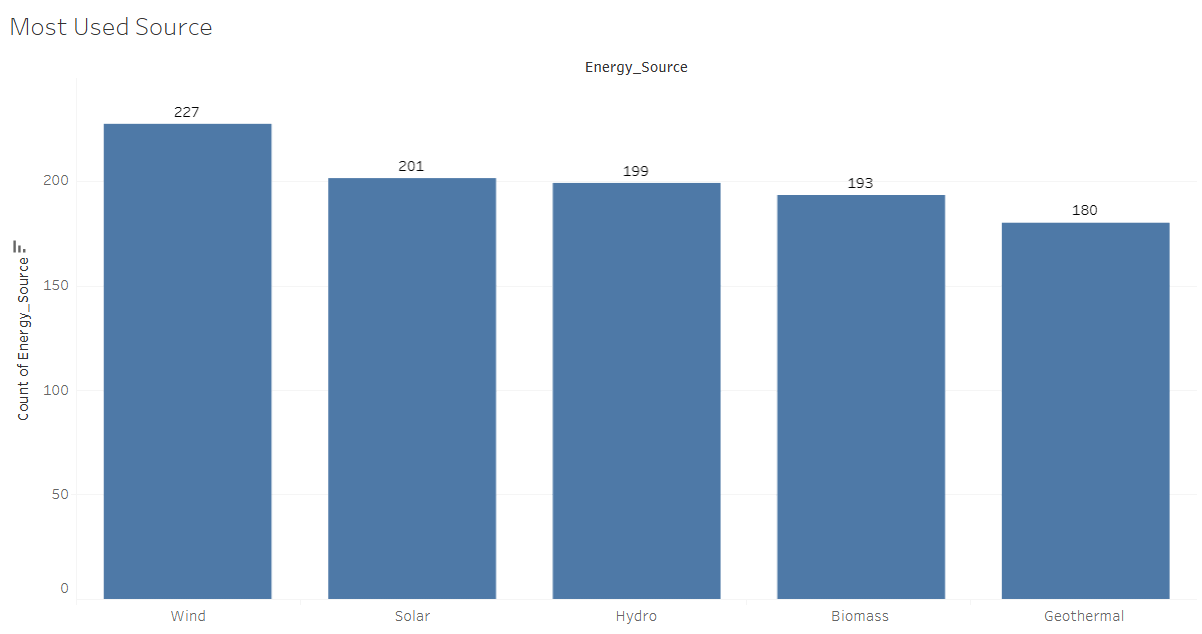 Most Used Source
Energy_Source
227
201
199
193
180
200
150
100
50
0
Count of Energy_Source
Wind
Solar
Hydro
Biomass
Geothermal